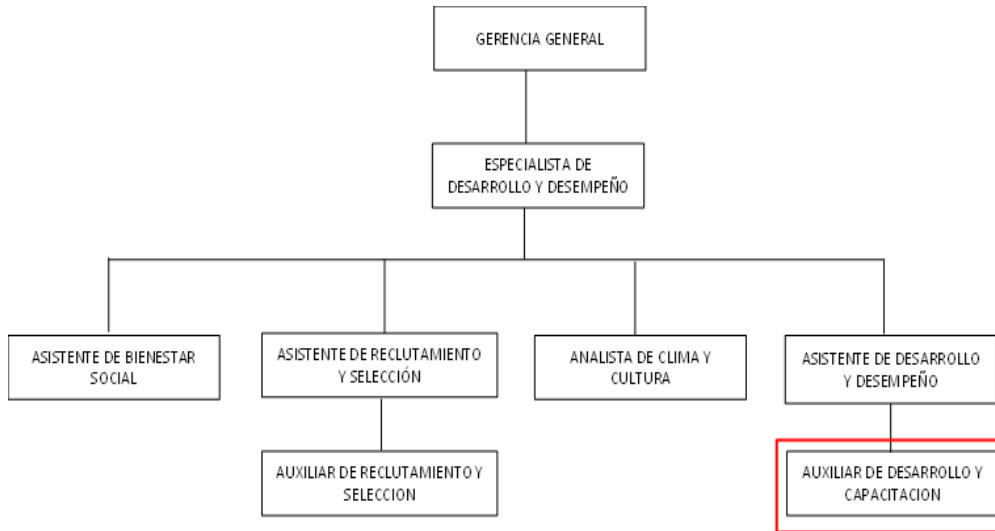 GERENCIA GENERAL
ESPECIALISTA DE
DESARROLLO Y DESEMPEÑO
ASISTENTE DE BIENESTAR
SOCIAL
ASISTENTE DE RECLUTAMIENTO
Y SELECCIÓN
ANALISTA DE CLIMA Y
CULTURA
ASISTENTE DE DESARROLLO
Y DESEMPEÑO
AUXILIAR DE RECLUTAMIENTO Y
SELECCION
AUXILIAR DE DESARROLLO Y
CAPACITACION